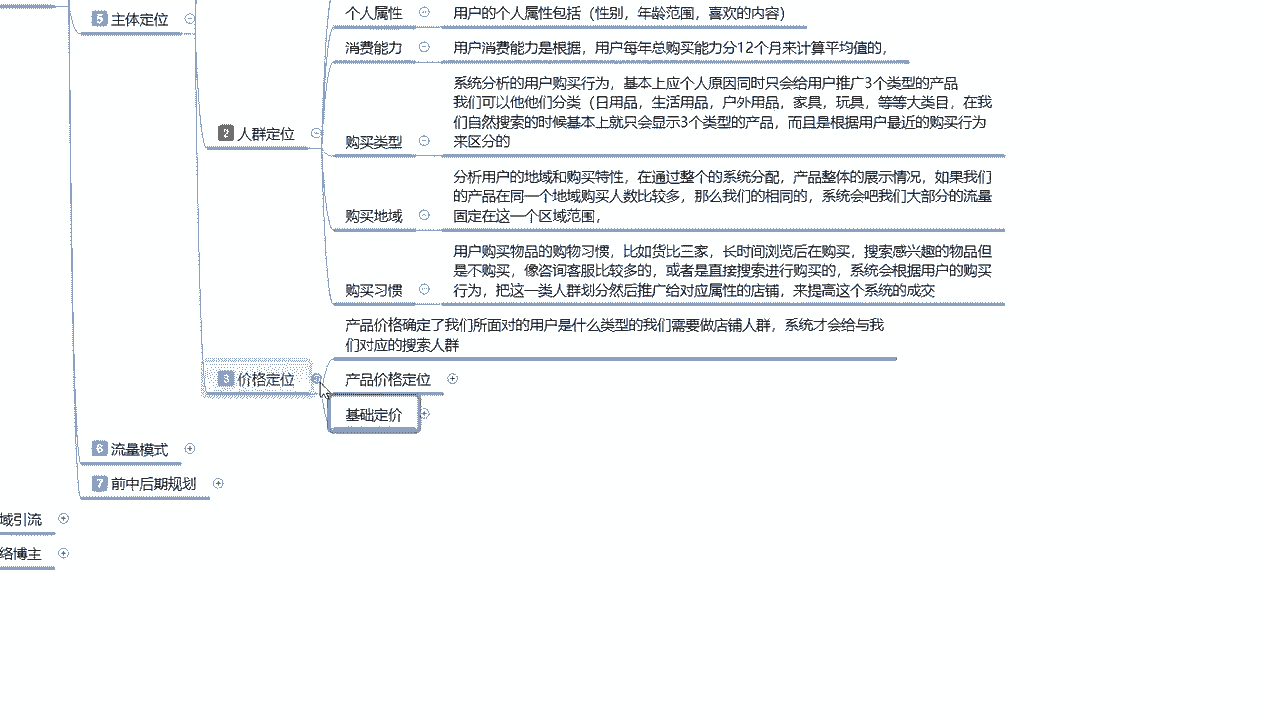 5 主体定位
个人属性
用户的个人属性包括（性别，年龄范围，喜欢的内容）
消费能力
用户消费能力是根据，用户每年总购买能力分12个月来计算平均值的，
2 人群定位
购买类型
系统分析的用户购买行为，基本上应个人原因同时只会给用户推广3个类型的产品
我们可以他他们分类（日用品，生活用品，户外用品，家具，玩具，等等大类目，在我
们自然搜索的时候基本上就只会显示3个类型的产品，而且是根据用户最近的购买行为
来区分的
购买地域
分析用户的地域和购买特性，在通过整个的系统分配，产品整体的展示情况，如果我们
的产品在同一个地域购买人数比较多，那么我们的相同的，系统会吧我们大部分的流量
固定在这一个区域范围，
购买习惯
用户购买物品的购物习惯，比如货比三家，长时间浏览后在购买，搜索感兴趣的物品但
是不购买，像咨询客服比较多的，或者是直接搜索进行购买的，系统会根据用户的购买
行为，把这一类人群划分然后推广给对应属性的店铺，来提高这个系统的成交
3 价格定位
产品价格确定了我们所面对的用户是什么类型的我们需要做店铺人群，系统才会给与我
们对应的搜索人群
产品价格定位
基础定价
6 流量模式
7 前中后期规划
域引流
络博主